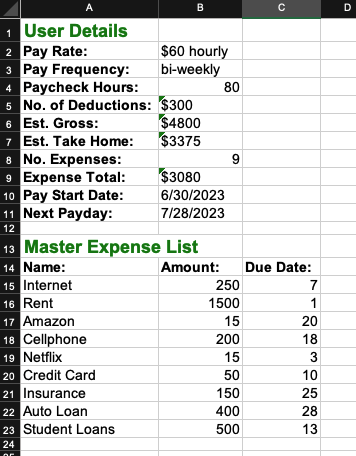 A B C D
1 User Details
2 Pay Rate: $60 hourly
3 Pay Frequency: bi-weekly
4 Paycheck Hours: 80
5 No. of Deductions: $300
6 Est. Gross: $4800
7 Est. Take Home: $3375
8 No. Expenses: 9
9 Expense Total: $3080
10 Pay Start Date: 6/30/2023
11 Next Payday: 7/28/2023
12
13 Master Expense List
14 Name: Amount: Due Date:
15 Internet 250 7
16 Rent 1500 1
17 Amazon 15 20
18 Cellphone 200 18
19 Netflix 15 3
20 Credit Card 50 10
21 Insurance 150 25
22 Auto Loan 400 28
23 Student Loans 500 13
24